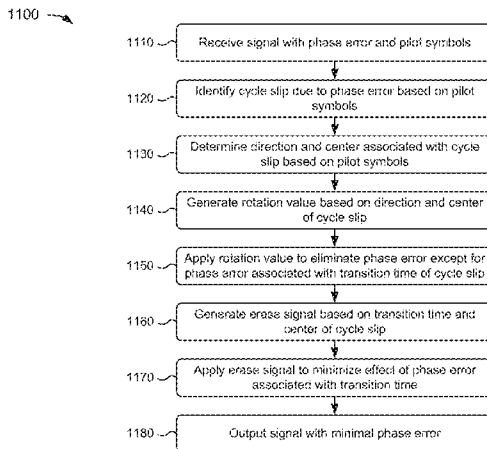 1100
1110
Receive signal with phase error and pilot symbols
1120
Identify cycle slip due to phase error based on pilot
symbols
1130
Determine direction and center associated with cycle
slip based on pilot symbols
1140
Generate rotation value based on direction and center
of cycle slip
1150
Apply rotation value to eliminate phase error except for
phase error associated with transition time of cycle slip
1160
Generate erase signal based on transition time and
center of cycle slip
1170
Apply erase signal to minimize effect of phase error
associated with transition time
1180
Output signal with minimal phase error